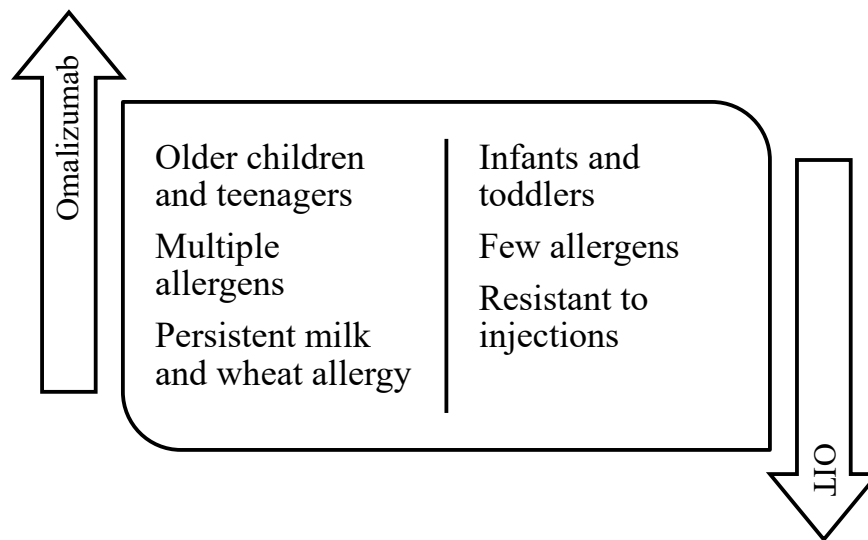 Omalizumab
Older children
and teenagers
Multiple
allergens
Persistent milk
and wheat allergy
Infants and
toddlers
Few allergens
Resistant to
injections
OIT